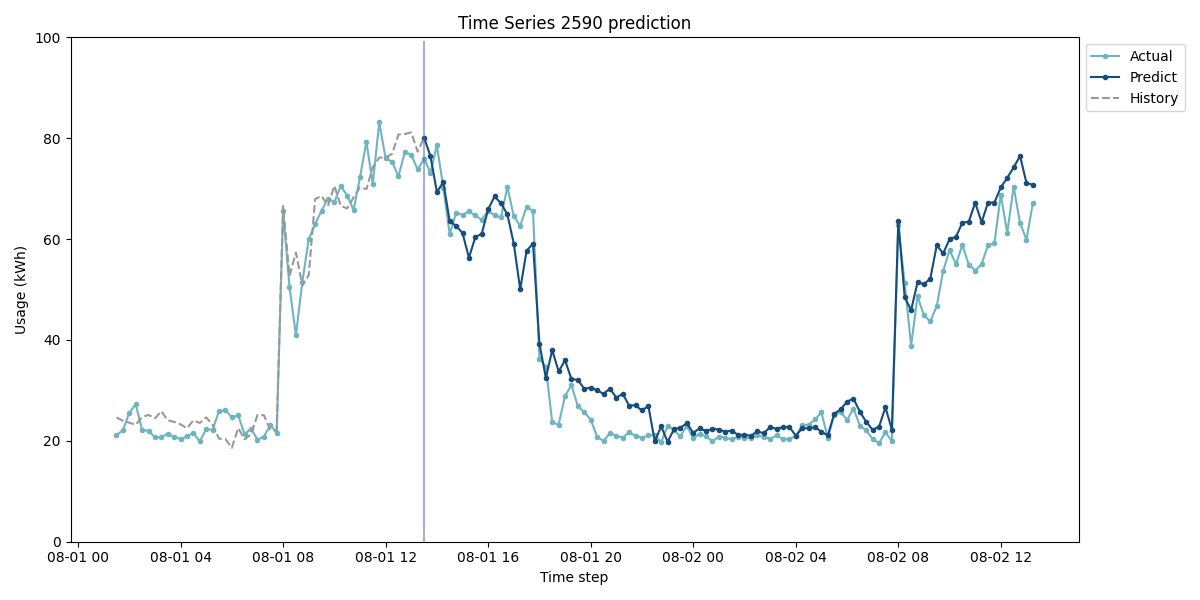 Time Series 2590 prediction
100
80
60
40
20
0
Usage (kWh)
08-01 00
08-01 04
08-01 08
08-01 12
08-01 16
08-01 20
08-02 00
08-02 04
08-02 08
08-02 12
Time step
Actual
Predict
History